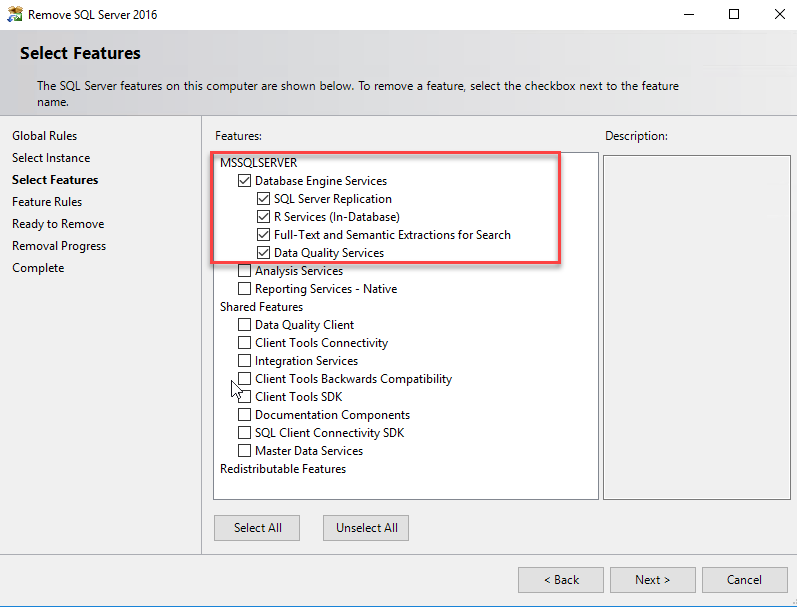 Remove SQL Server 2016
Select Features
The SQL Server features on this computer are shown below. To remove a feature, select the checkbox next to the feature
name.
Global Rules
Select Instance
Select Features
Feature Rules
Ready to Remove
Removal Progress
Complete
Features:
MSSQLSERVER
Database Engine Services
SQL Server Replication
R Services (In-Database)
Full-Text and Semantic Extractions for Search
Data Quality Services
Analysis Services
Reporting Services - Native
Shared Features
Data Quality Client
Client Tools Connectivity
Integration Services
Client Tools Backwards Compatibility
Client Tools SDK
Documentation Components
SQL Client Connectivity SDK
Master Data Services
Redistributable Features
Description:
Select All
Unselect All
< Back
Next >
Cancel